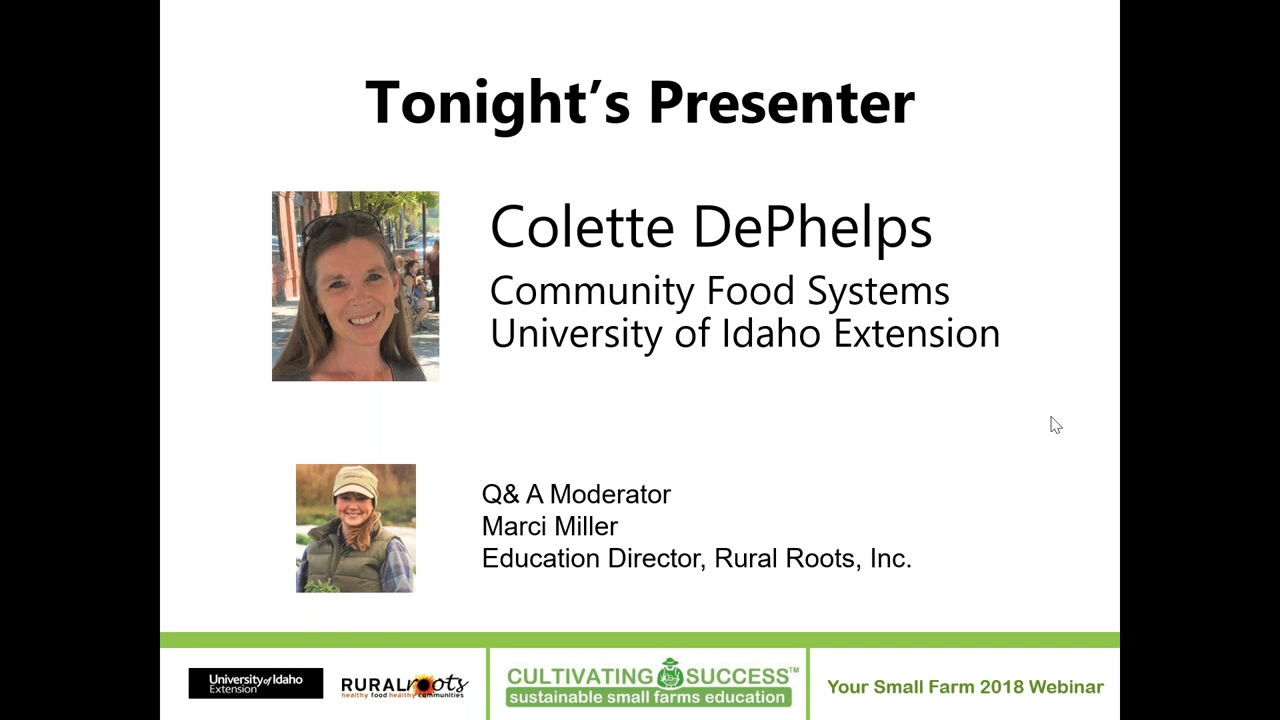 Tonight's Presenter
Colette DePhelps
Community Food Systems
University of Idaho Extension
Q& A Moderator
Marci Miller
Education Director, Rural Roots, Inc.
University of Idaho
Extension
RURAL roots
healthy food healthy communities
CULTIVATING SUCCESS™
sustainable small farms education
Your Small Farm 2018 Webinar